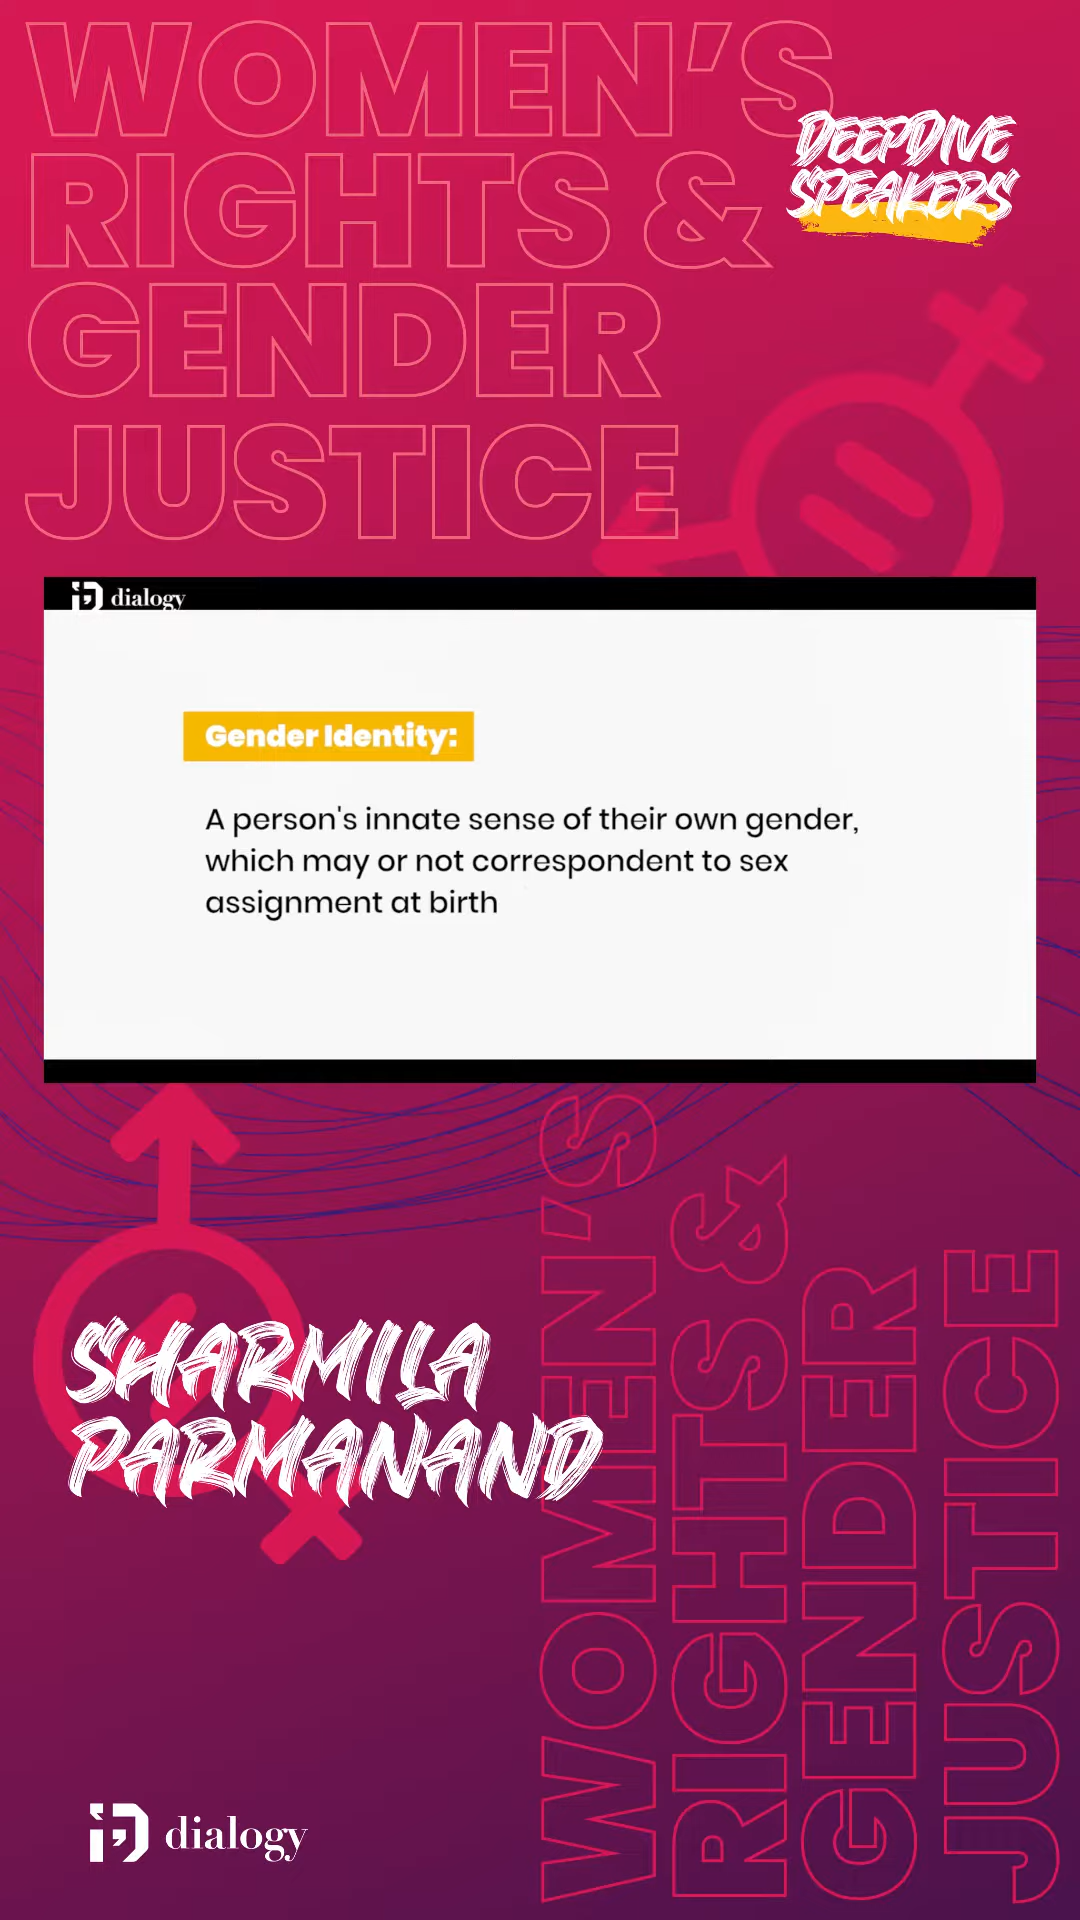 WOMEN'S
RIGHTS &
GENDER
JUSTICE
DEEPDIVE
SPEAKERS
dialogy
Gender Identity:
A person's innate sense of their own gender,
which may or not correspondent to sex
assignment at birth
SHARMILA
PARMANAND
WOMEN'S
RIGHTS &
GENDER
JUSTICE
dialogy